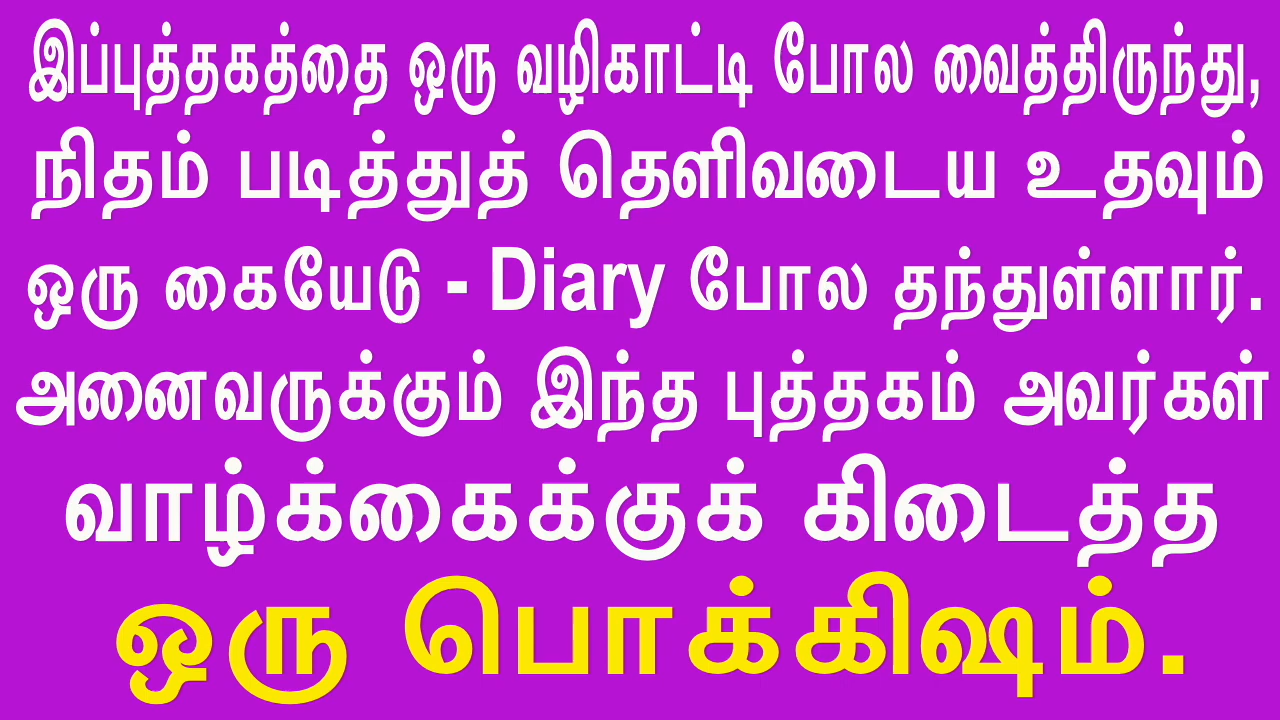 இப்புத்தகத்தை ஒரு வழிகாட்டி போல வைத்திருந்து,
நிதம் படித்துத் தெளிவடைய உதவும்
ஒரு கையேடு - Diary போல தந்துள்ளார்.
அனைவருக்கும் இந்த புத்தகம் அவர்கள்
வாழ்க்கைக்குக் கிடைத்த
ஒரு பொக்கிஷம்.